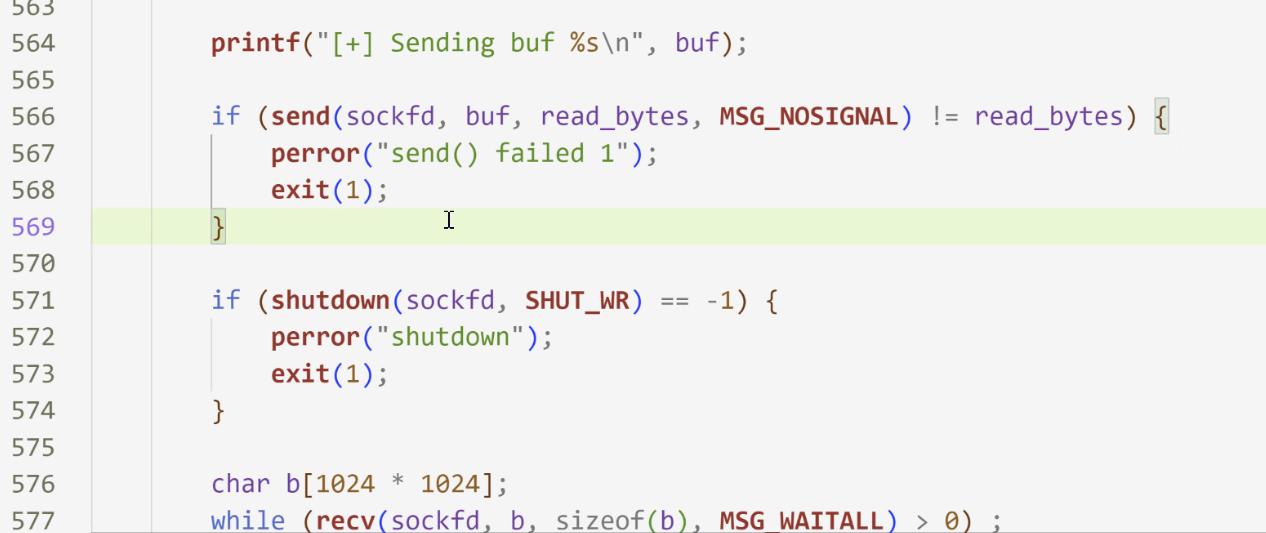 563
564 printf("[+] Sending buf %s\n", buf);
565
566 if (send(sockfd, buf, read_bytes, MSG_NOSIGNAL) != read_bytes) {
567 perror("send() failed 1");
568 exit(1);
569 }
570
571 if (shutdown(sockfd, SHUT_WR) == -1) {
572 perror("shutdown");
573 exit(1);
574 }
575
576 char b[1024 * 1024];
577 while (recv(sockfd, b, sizeof(b), MSG_WAITALL) > 0) ;